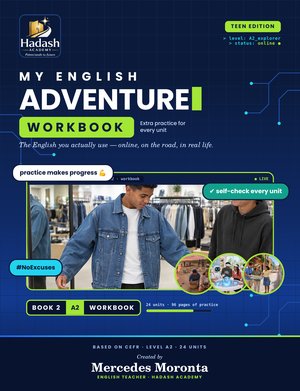 Hadash
ACADEMY
TEEN EDITION
> level: A2_explorer
> status: online
MY ENGLISH
ADVENTURE
WORKBOOK
Extra practice for
every unit
The English you actually use — online, on the road, in real life.
practice makes progress 💪
workbook
LIVE
✓ self-check every unit
#NoExcuses
BOOK 2 A2 WORKBOOK
24 units · 96 pages of practice
BASED ON CEFR · LEVEL A2 · 24 UNITS
Created by
Mercedes Moronta
ENGLISH TEACHER · HADASH ACADEMY